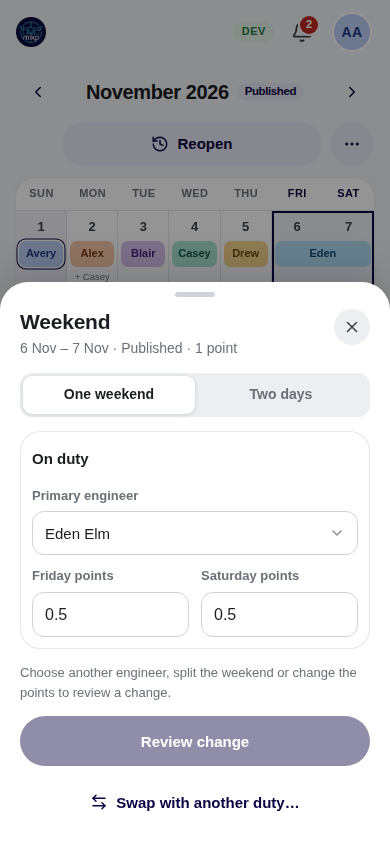 miko
DEV
2
AA
November 2026
Published
Reopen
SUN MON TUE WED THU FRI SAT
1 2 3 4 5 6 7
Avery Alex Blair Casey Drew Eden
+ Casey
Weekend
6 Nov – 7 Nov · Published · 1 point
One weekend
Two days
On duty
Primary engineer
Eden Elm
Friday points Saturday points
0.5 0.5
Choose another engineer, split the weekend or change the
points to review a change.
Review change
Swap with another duty…